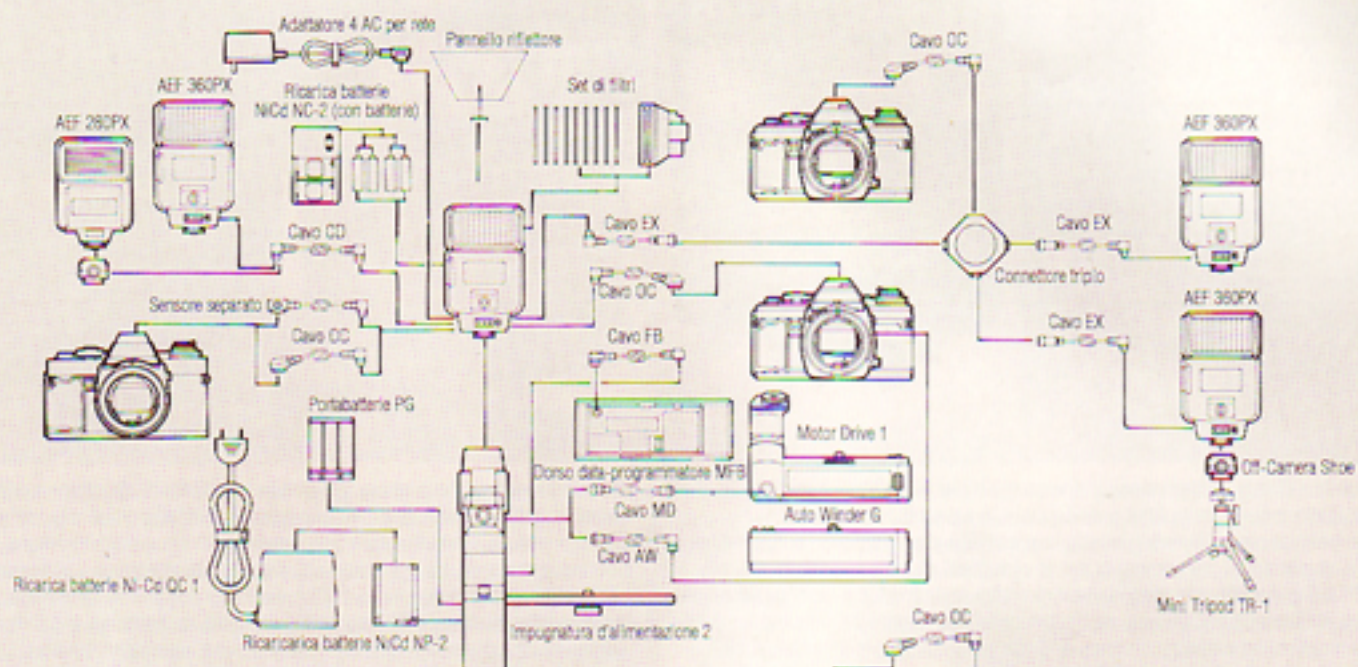 Adattatore 4 AC per rete
Pannello riflettore
Cavo OC
AEF 360PX
Ricarica batterie
NiCd NC-2 (con batterie)
Set di filtri
AEF 280PX
AEF 360PX
Cavo CD
Cavo EX
Cavo EX
Connettore triplo
Sensore separato
Cavo OC
Cavo OC
AEF 360PX
Cavo FB
Cavo EX
Portabatterie PG
Motor Drive 1
Dorso data-programmatore MFB
Off-Camera Shoe
Cavo MD
Auto Winder G
Cavo AW
Ricarica batterie Ni-Cd QC 1
Mini Tripod TR-1
Impugnatura d'alimentazione 2
Ricaricarica batterie NiCd NP-2
Cavo OC